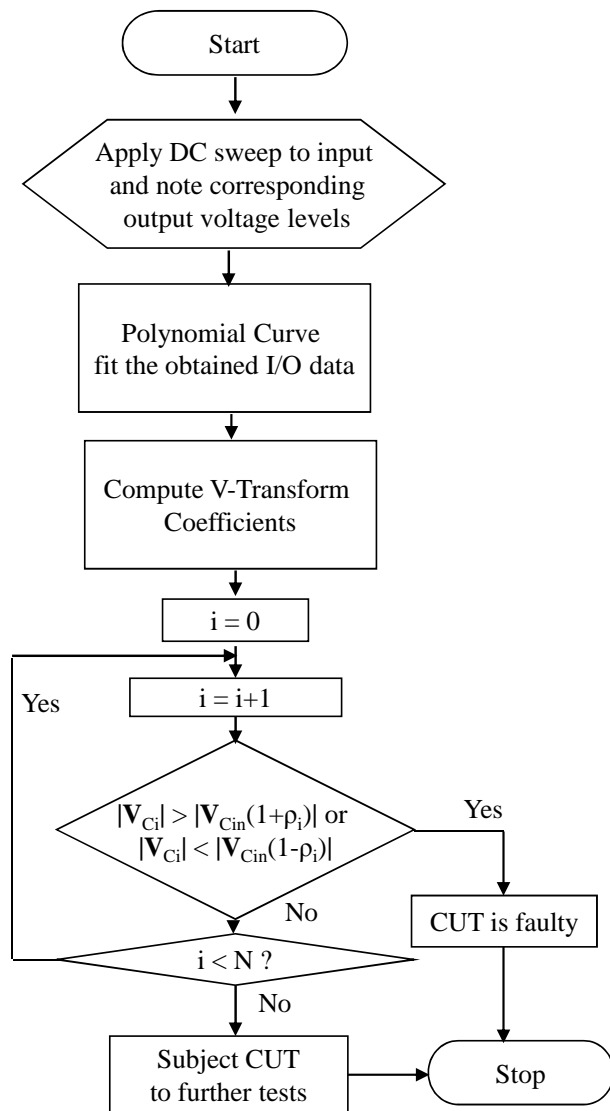 Start
Apply DC sweep to input
and note corresponding
output voltage levels
Polynomial Curve
fit the obtained I/O data
Compute V-Transform
Coefficients
i = 0
Yes
i = i+1
|V_Ci| > |V_Cin(1+ρ_i)| or
|V_Ci| < |V_Cin(1-ρ_i)|
Yes
No
CUT is faulty
i < N ?
No
Subject CUT
to further tests
Stop